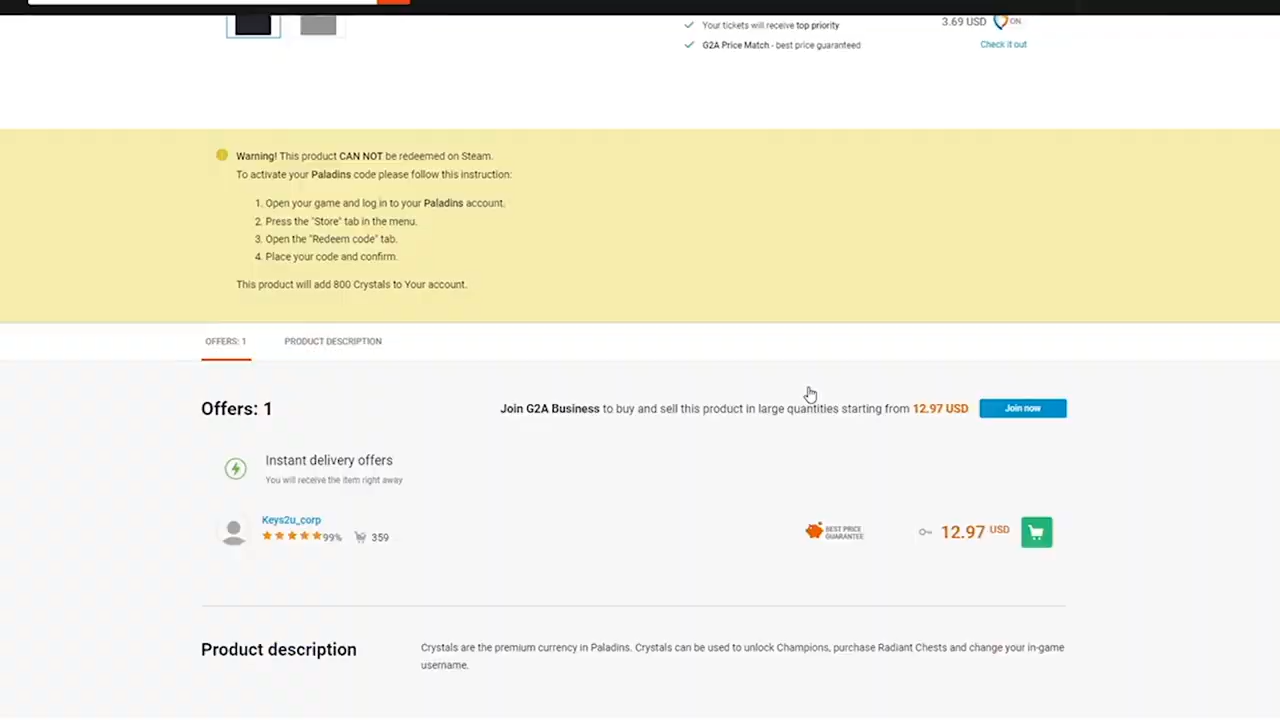 Your tickets will receive top priority
3.69 USD
ON
G2A Price Match - best price guaranteed
Check it out
Warning! This product CAN NOT be redeemed on Steam.
To activate your Paladins code please follow this instruction:
1. Open your game and log in to your Paladins account.
2. Press the "Store" tab in the menu.
3. Open the "Redeem code" tab.
4. Place your code and confirm.
This product will add 800 Crystals to Your account.
OFFERS: 1
PRODUCT DESCRIPTION
Offers: 1
Join G2A Business to buy and sell this product in large quantities starting from 12.97 USD
Join now
Instant delivery offers
You will receive the item right away
Keys2u_corp
99%
359
BEST PRICE
GUARANTEE
12.97 USD
Product description
Crystals are the premium currency in Paladins. Crystals can be used to unlock Champions, purchase Radiant Chests and change your in-game
username.